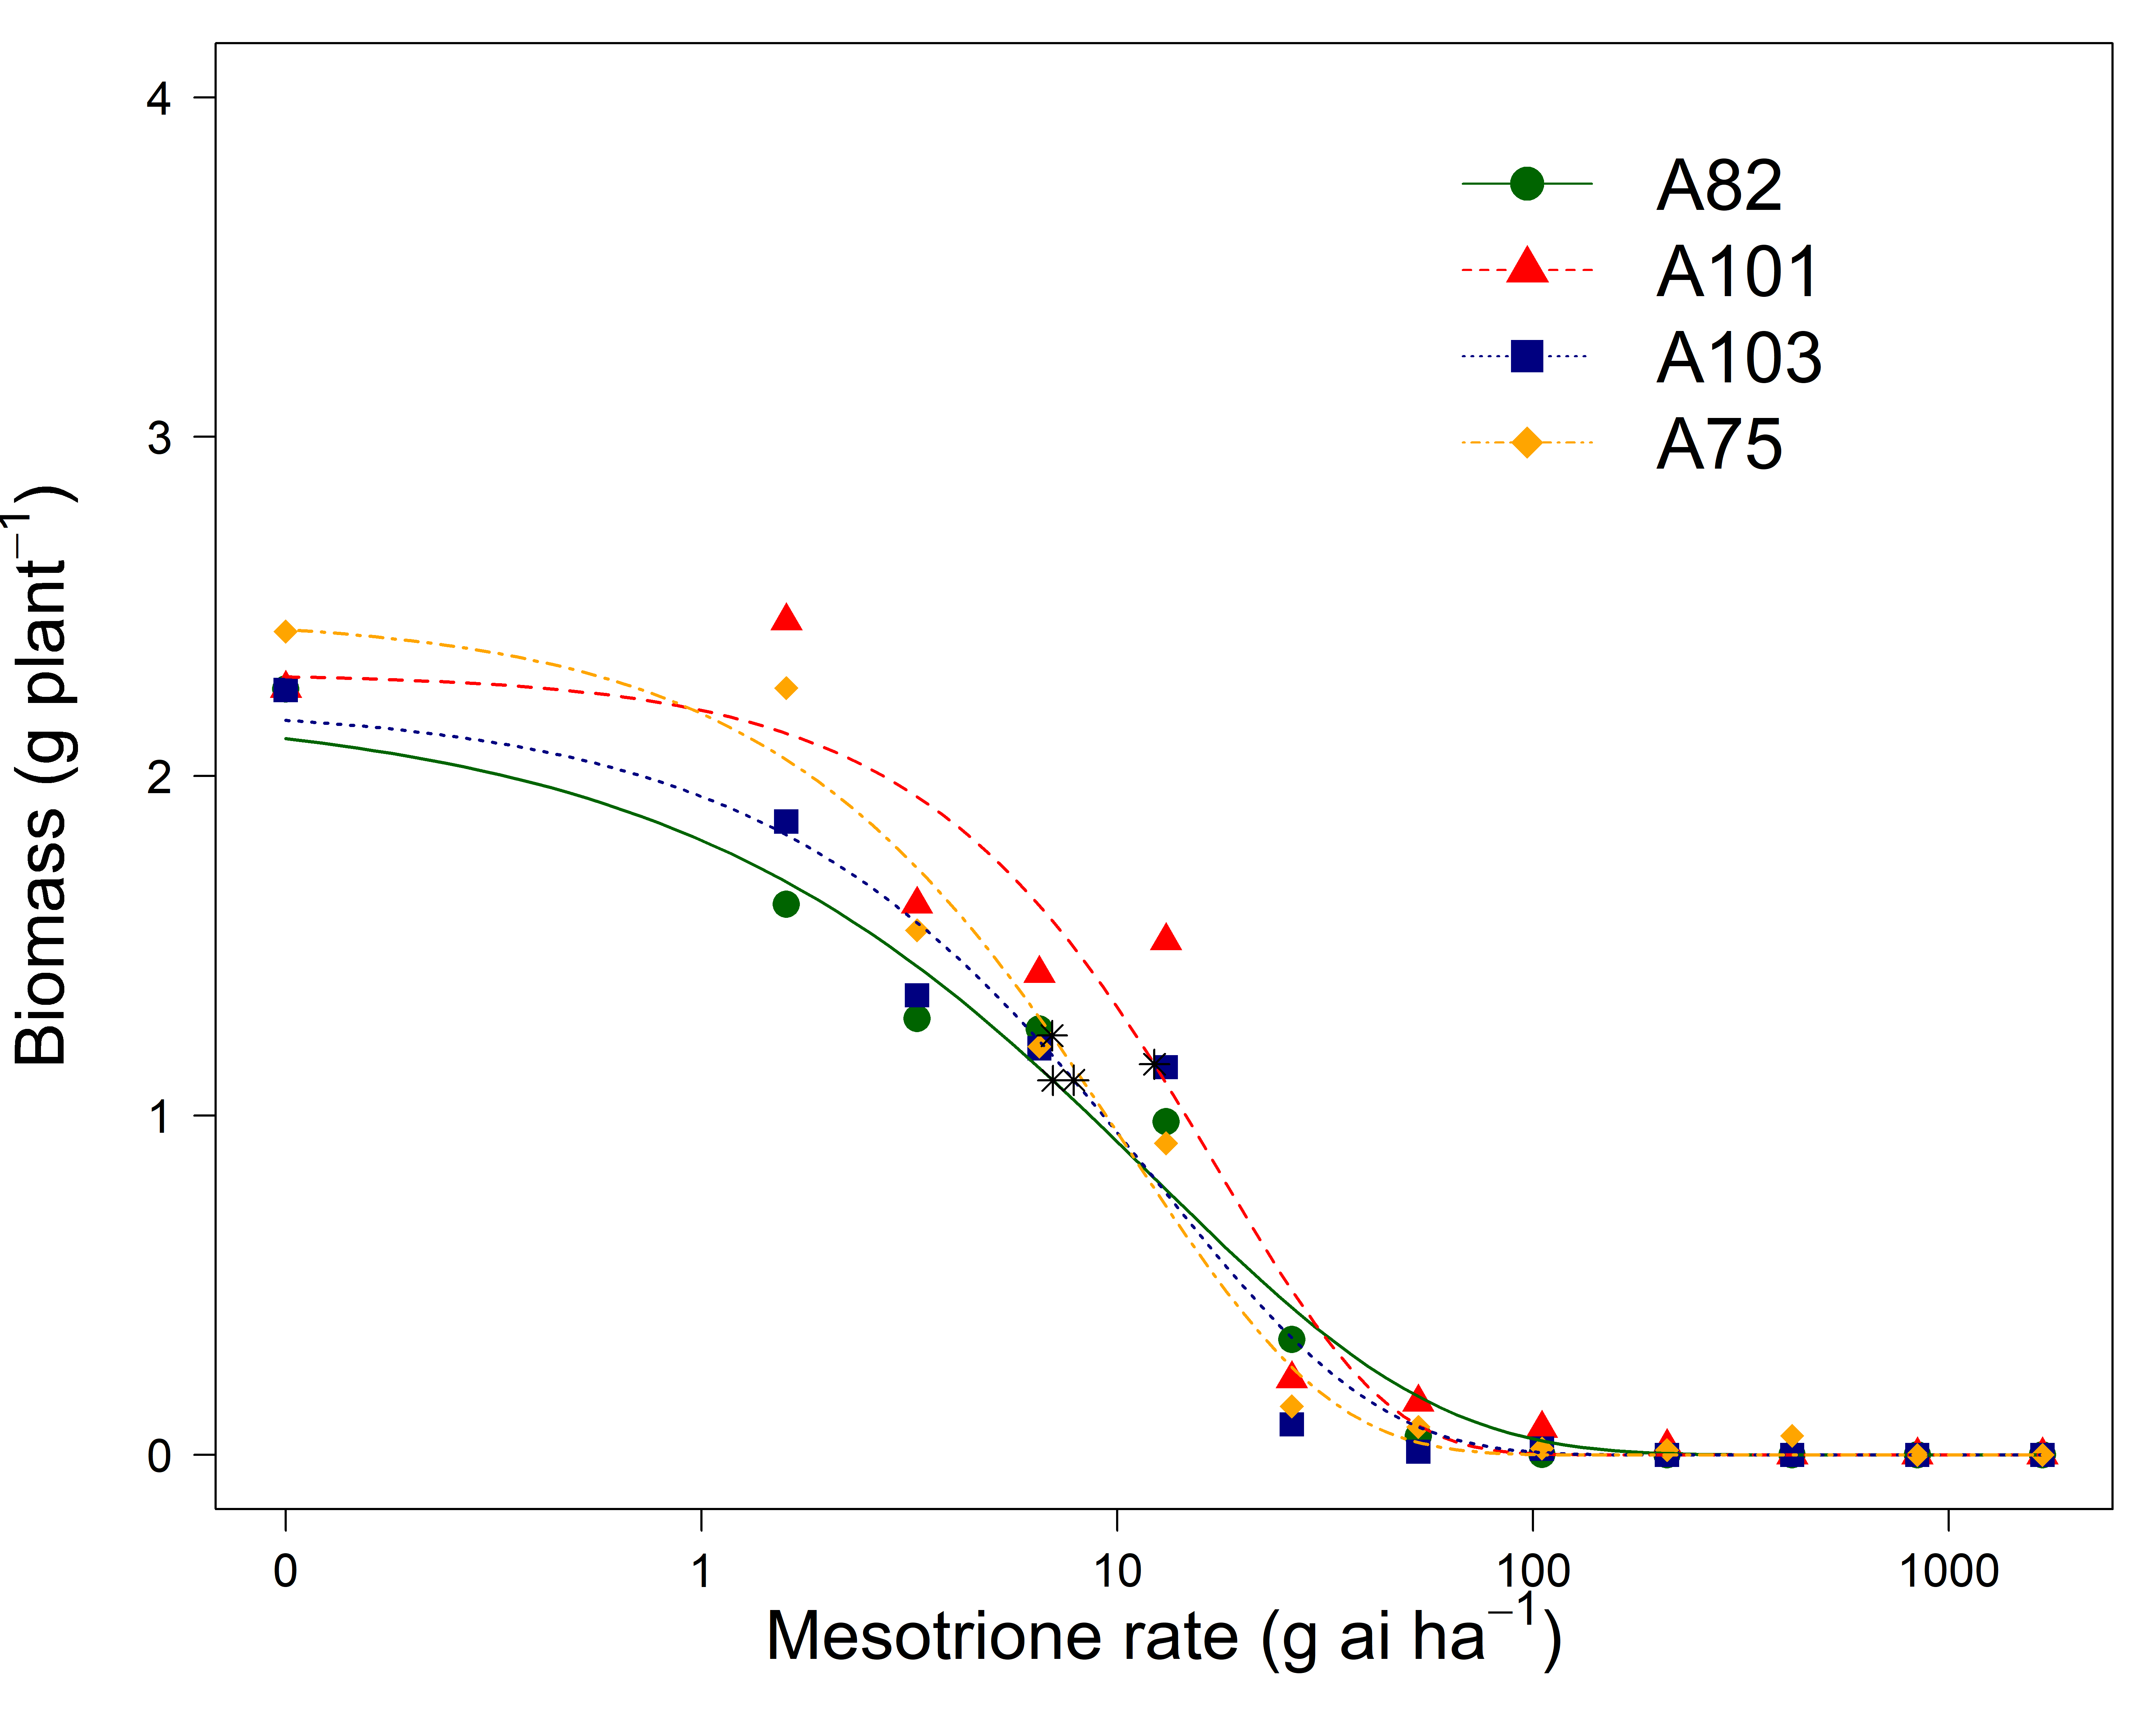 4
3
2
1
0
Biomass (g plant⁻¹)
A82
A101
A103
A75
0 1 10 100 1000
Mesotrione rate (g ai ha⁻¹)